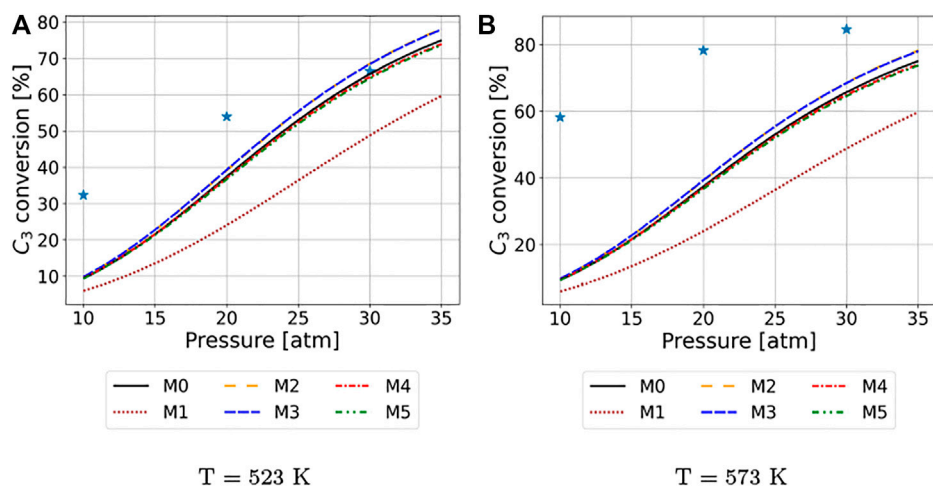 A
B
C3 conversion [%]
80
70
60
50
40
30
20
10
10
15
20
25
30
35
Pressure [atm]
M0
M2
M4
M1
M3
M5
T = 523 K
C3 conversion [%]
80
60
40
20
10
15
20
25
30
35
Pressure [atm]
M0
M2
M4
M1
M3
M5
T = 573 K